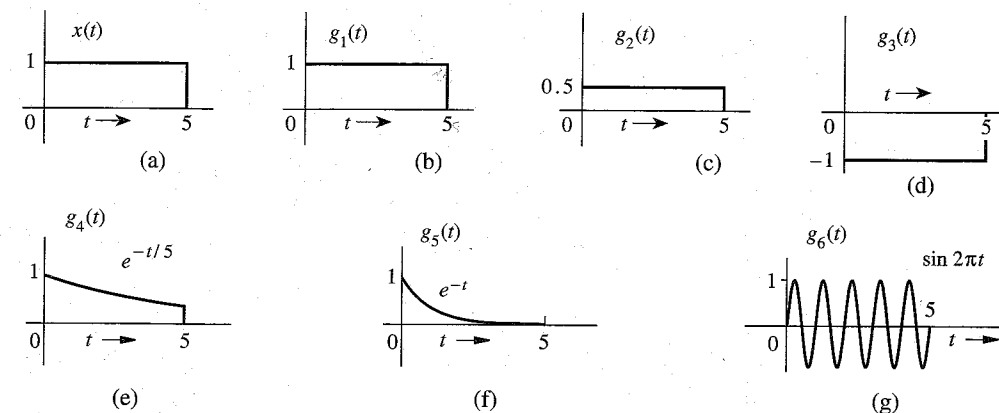 x(t)
1
0
t
5
(a)
g₁(t)
1
0
t
5
(b)
g₂(t)
0.5
0
t
5
(c)
g₃(t)
t
0
5
−1
(d)
g₄(t)
1
e^{−t/5}
0
t
5
(e)
g₅(t)
1
e^{−t}
0
t
5
(f)
g₆(t)
sin 2πt
1
5
0
t
(g)